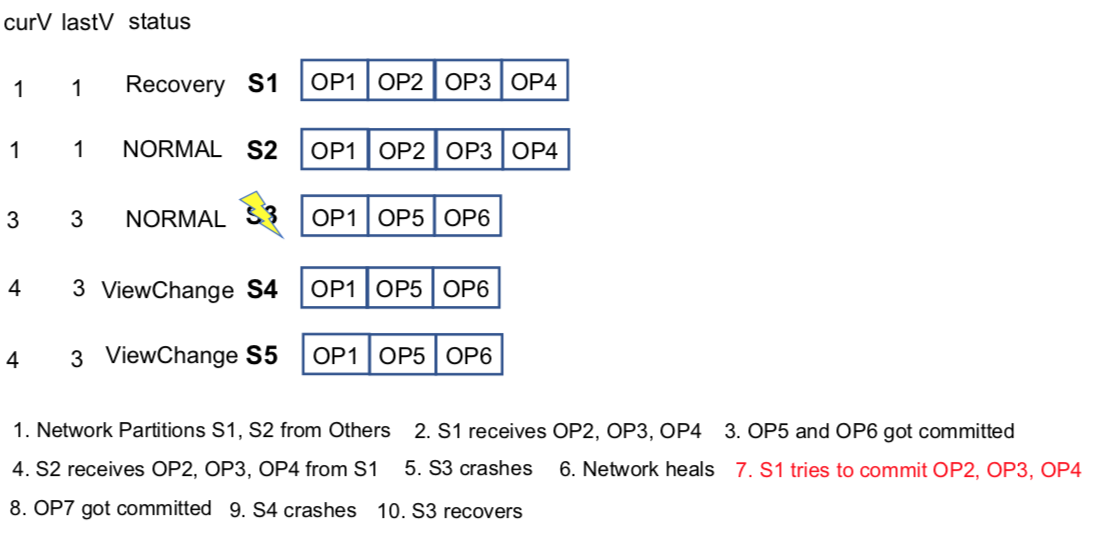 curV lastV status
1 1 Recovery S1 OP1 OP2 OP3 OP4
1 1 NORMAL S2 OP1 OP2 OP3 OP4
3 3 NORMAL S3 OP1 OP5 OP6
4 3 ViewChange S4 OP1 OP5 OP6
4 3 ViewChange S5 OP1 OP5 OP6
1. Network Partitions S1, S2 from Others 2. S1 receives OP2, OP3, OP4 3. OP5 and OP6 got committed
4. S2 receives OP2, OP3, OP4 from S1 5. S3 crashes 6. Network heals 7. S1 tries to commit OP2, OP3, OP4
8. OP7 got committed 9. S4 crashes 10. S3 recovers